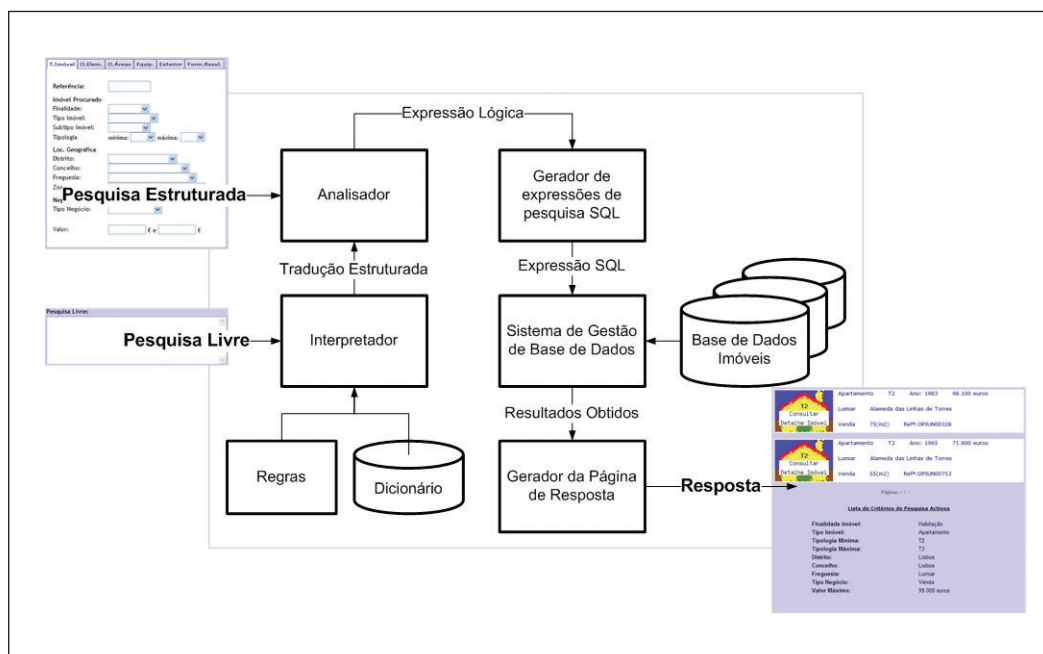 T.Imóvel O.Elem. O.Áreas Equip. Exterior Form.Resul.
Referência:
Imóvel Procurado
Finalidade:
Tipo Imóvel:
Subtipo Imóvel:
Tipologia mínima: máxima:
Loc. Geográfica
Distrito:
Concelho:
Freguesia:
Pesquisa Estruturada
Tipo Negócio:
Valor: € e €
Expressão Lógica
Analisador
Gerador de
expressões de
pesquisa SQL
Tradução Estruturada
Expressão SQL
Pesquisa Livre:
Pesquisa Livre
Interpretador
Sistema de Gestão
de Base de Dados
Base de Dados
Imóveis
Resultados Obtidos
Regras
Dicionário
Gerador da Página
de Resposta
Resposta
T2
Consultar
Detalhe Imóvel
Apartamento T2 Ano: 1983 98.100 euros
Lumiar Alameda das Linhas de Torres
Venda 75(m2) Refª:OPIUN00328
T2
Consultar
Detalhe Imóvel
Apartamento T2 Ano: 1965 71.900 euros
Lumiar Alameda das Linhas de Torres
Venda 55(m2) Refª:OPIUN00753
Lista de Critérios de Pesquisa Activos
Finalidade Imóvel: Habitação
Tipo Imóvel: Apartamento
Tipologia Mínima: T2
Tipologia Máxima: T3
Distrito: Lisboa
Concelho: Lisboa
Freguesia: Lumiar
Tipo Negócio: Venda
Valor Máximo: 99.000 euros